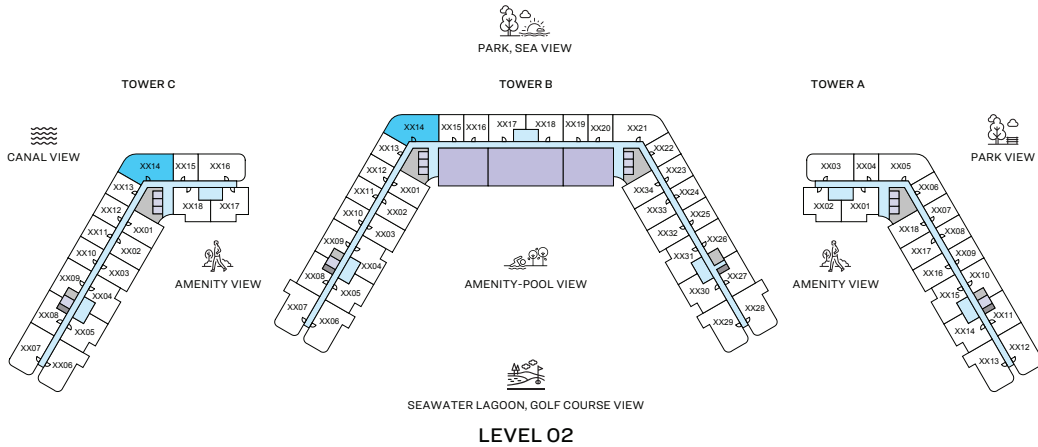 PARK, SEA VIEW
TOWER C
TOWER B
TOWER A
CANAL VIEW
PARK VIEW
XX14
XX15
XX16
XX13
XX12
XX11
XX10
XX09
XX08
XX07
XX06
XX05
XX04
XX03
XX02
XX01
XX18
XX17
AMENITY VIEW
XX14
XX15
XX16
XX17
XX18
XX19
XX20
XX21
XX13
XX12
XX11
XX10
XX09
XX08
XX07
XX06
XX05
XX04
XX03
XX02
XX01
XX22
XX23
XX24
XX25
XX26
XX27
XX28
XX29
XX30
XX31
XX32
XX33
XX34
AMENITY-POOL VIEW
XX03
XX04
XX05
XX02
XX01
XX06
XX07
XX08
XX09
XX10
XX11
XX12
XX13
XX14
XX15
XX16
XX17
XX18
AMENITY VIEW
SEAWATER LAGOON, GOLF COURSE VIEW
LEVEL 02